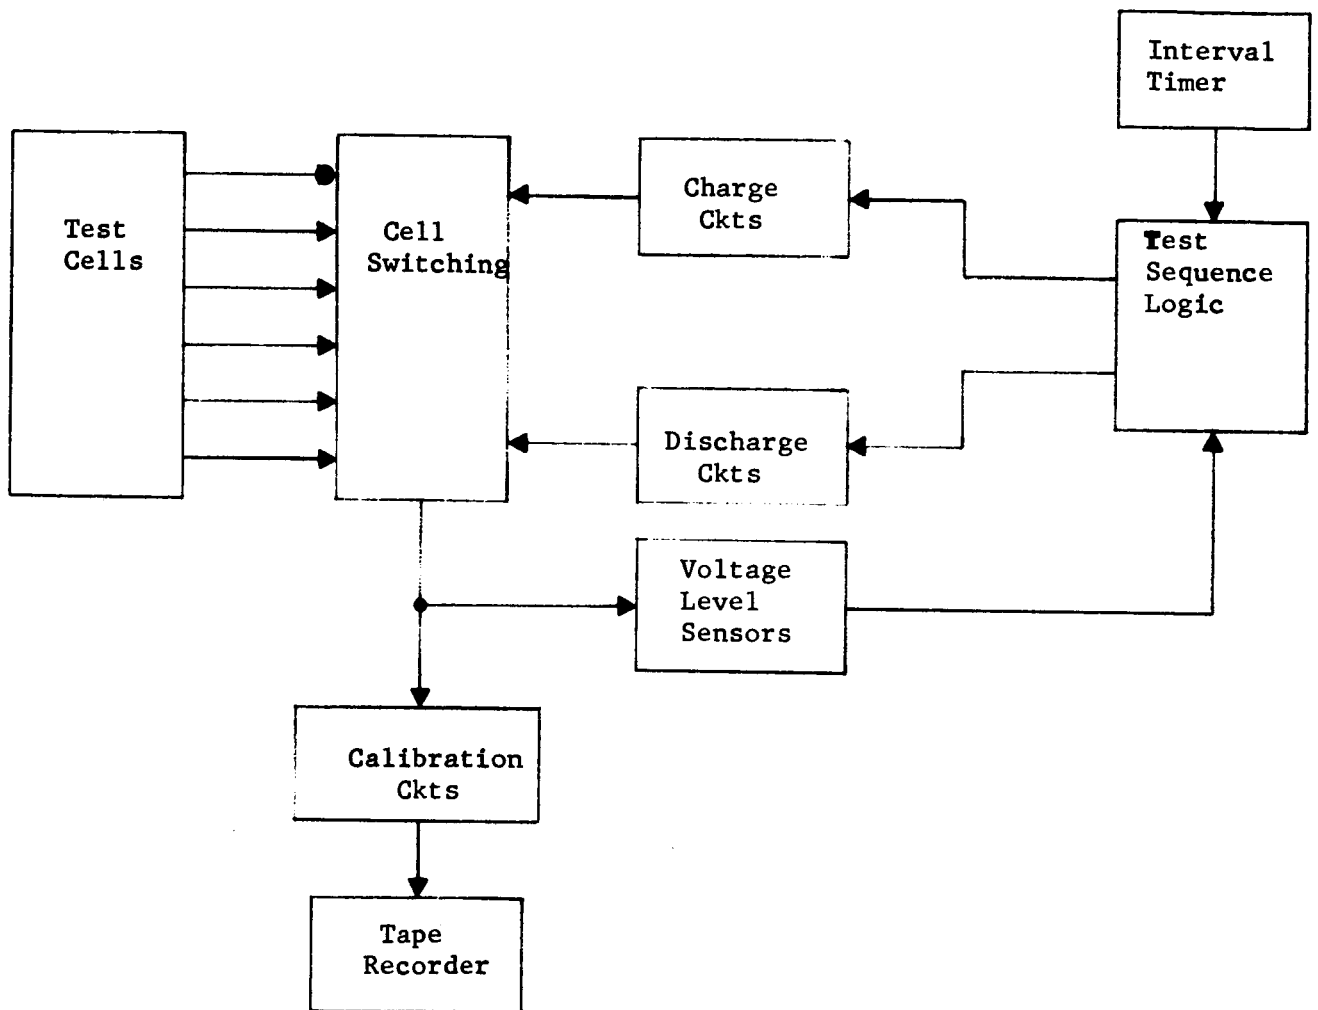 Interval
Timer
Test
Cells
Cell
Switching
Charge
Ckts
Test
Sequence
Logic
Discharge
Ckts
Voltage
Level
Sensors
Calibration
Ckts
Tape
Recorder